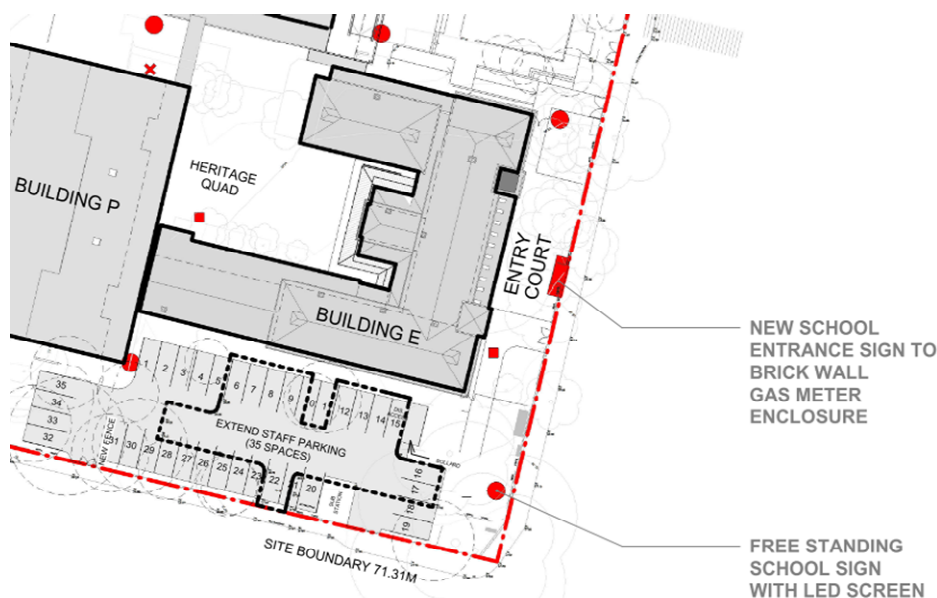 HERITAGE
QUAD
BUILDING P
ENTRY
COURT
BUILDING E
NEW SCHOOL
ENTRANCE SIGN TO
BRICK WALL
GAS METER
ENCLOSURE
1
2
3
4
5
6
7
8
9
12
13
14
15
35
34
33
32
NEW FENCE
31
30
29
28
27
26
25
24
23
22
20
EXTEND STAFF PARKING
(35 SPACES)
BOLLARD
16
17
18
19
SUB
STATION
SITE BOUNDARY 71.31M
FREE STANDING
SCHOOL SIGN
WITH LED SCREEN